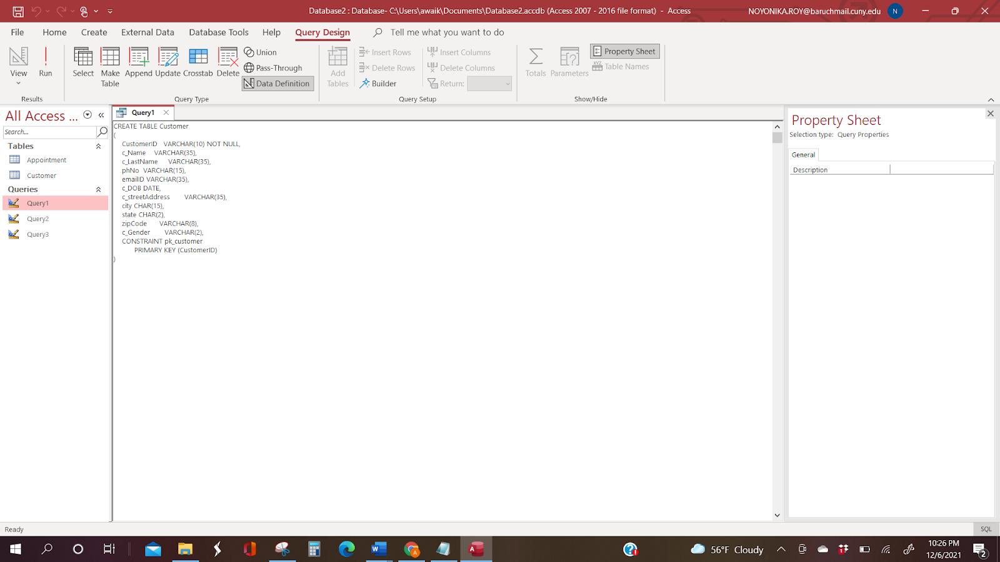 Database2 : Database- C:\Users\awaik\Documents\Database2.accdb (Access 2007 - 2016 file format) - Access
NOYONIKA.ROY@baruchmail.cuny.edu
N
File Home Create External Data Database Tools Help Query Design Tell me what you want to do
View
Run
Results
Select
Make Table
Append
Update
Crosstab
Delete
Union
Pass-Through
Data Definition
Query Type
Add Tables
Insert Rows
Delete Rows
Builder
Insert Columns
Delete Columns
Return:
Query Setup
Totals
Parameters
Property Sheet
XYZ Table Names
Show/Hide
All Access ...
Search...
Tables
Appointment
Customer
Queries
Query1
Query2
Query3
Query1
CREATE TABLE Customer
(
CustomerID VARCHAR(10) NOT NULL,
c_Name VARCHAR(35),
c_LastName VARCHAR(35),
phNo VARCHAR(15),
emailID VARCHAR(35),
c_DOB DATE,
c_streetAddress VARCHAR(35),
city CHAR(15),
state CHAR(2),
zipCode VARCHAR(8),
c_Gender VARCHAR(2),
CONSTRAINT pk_customer
PRIMARY KEY (CustomerID)
)
Property Sheet
Selection type: Query Properties
General
Description
Ready
SQL
56°F Cloudy
10:26 PM
12/6/2021
2